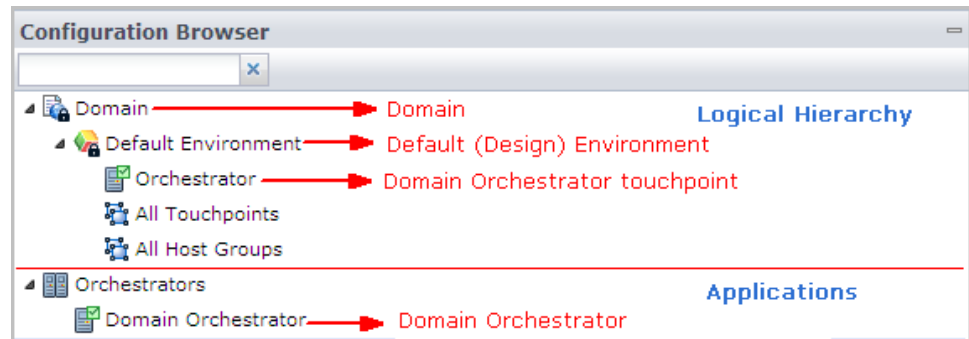 Configuration Browser
Domain Domain Logical Hierarchy
Default Environment Default (Design) Environment
Orchestrator Domain Orchestrator touchpoint
All Touchpoints
All Host Groups
Orchestrators Applications
Domain Orchestrator Domain Orchestrator